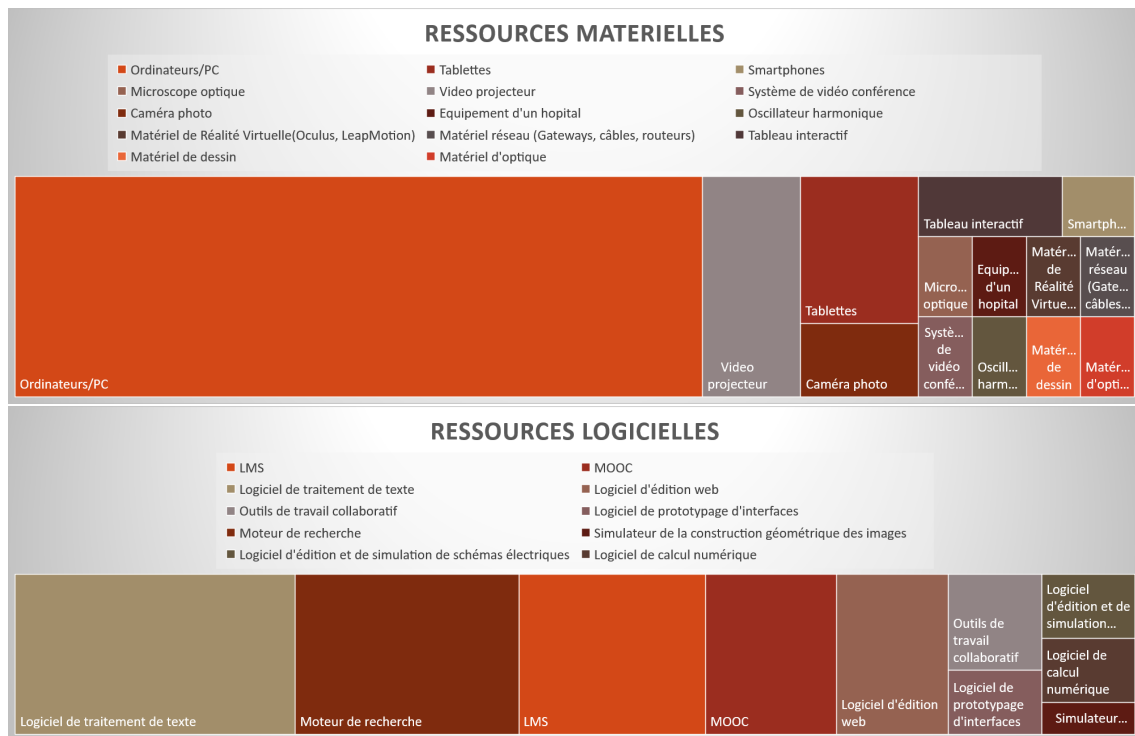 RESSOURCES MATERIELLES
Ordinateurs/PC
Tablettes
Smartphones
Microscope optique
Video projecteur
Système de vidéo conférence
Caméra photo
Equipement d'un hopital
Oscillateur harmonique
Matériel de Réalité Virtuelle(Oculus, LeapMotion)
Matériel réseau (Gateways, câbles, routeurs)
Tableau interactif
Matériel de dessin
Matériel d'optique
Ordinateurs/PC
Video
projecteur
Tablettes
Caméra photo
Tableau interactif
Smartph...
Micro...
optique
Equip...
d'un
hopital
Matér...
de
Réalité
Virtue...
Matér...
réseau
(Gate...
câbles...
Systè...
de
vidéo
confé...
Oscill...
harm...
Matér...
de
dessin
Matér...
d'opti...
RESSOURCES LOGICIELLES
LMS
MOOC
Logiciel de traitement de texte
Logiciel d'édition web
Outils de travail collaboratif
Logiciel de prototypage d'interfaces
Moteur de recherche
Simulateur de la construction géométrique des images
Logiciel d'édition et de simulation de schémas électriques
Logiciel de calcul numérique
Logiciel de traitement de texte
Moteur de recherche
LMS
MOOC
Logiciel d'édition
web
Outils de
travail
collaboratif
Logiciel de
prototypage
d'interfaces
Logiciel
d'édition et de
simulation...
Logiciel de
calcul
numérique
Simulateur...